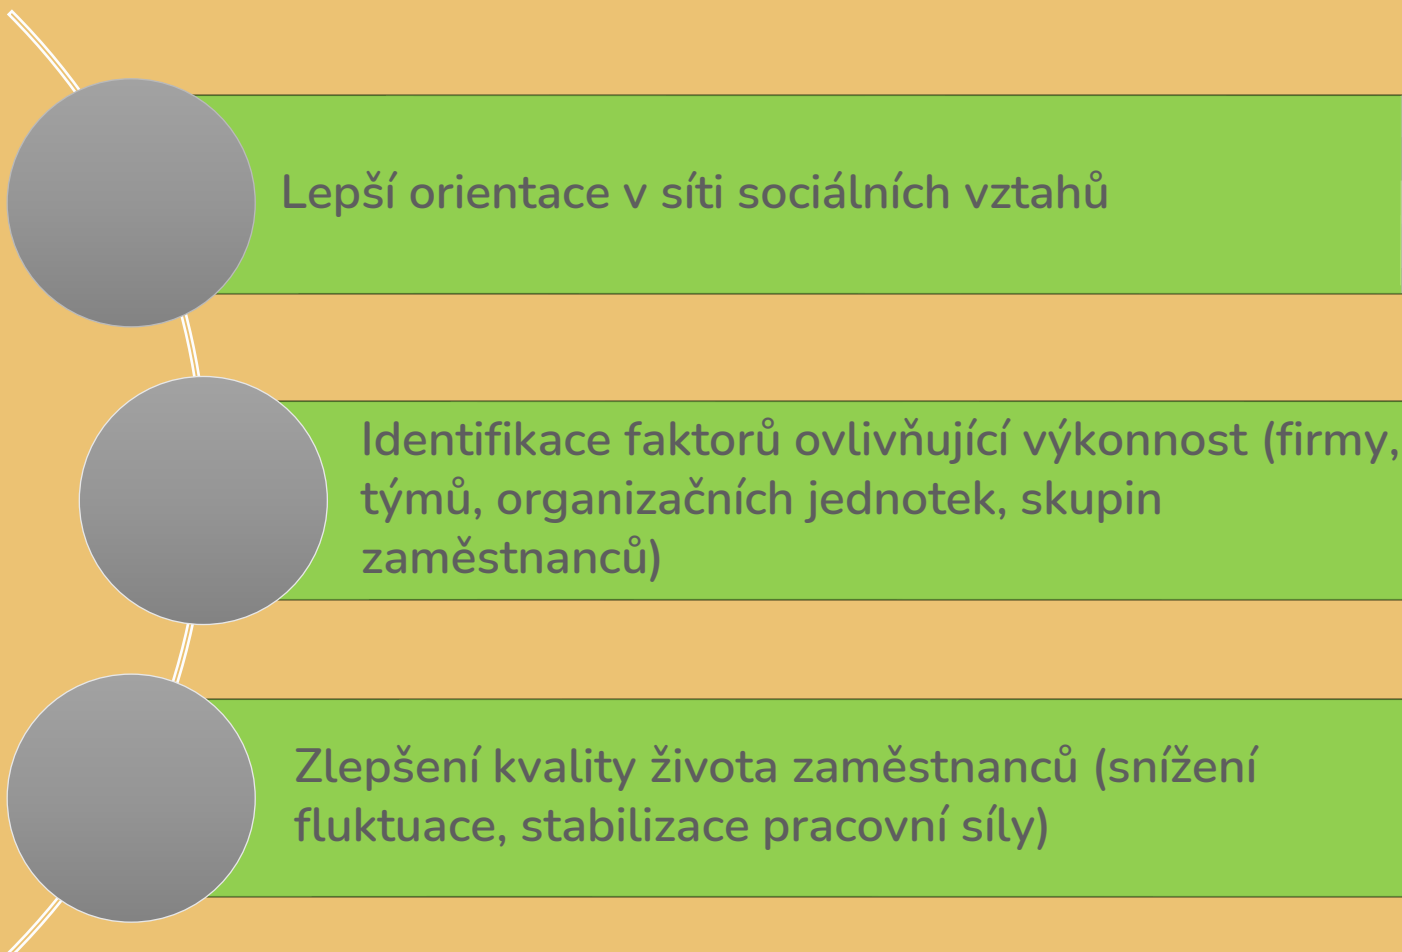 Lepší orientace v síti sociálních vztahů
Identifikace faktorů ovlivňující výkonnost (firmy,
týmů, organizačních jednotek, skupin
zaměstnanců)
Zlepšení kvality života zaměstnanců (snížení
fluktuace, stabilizace pracovní síly)